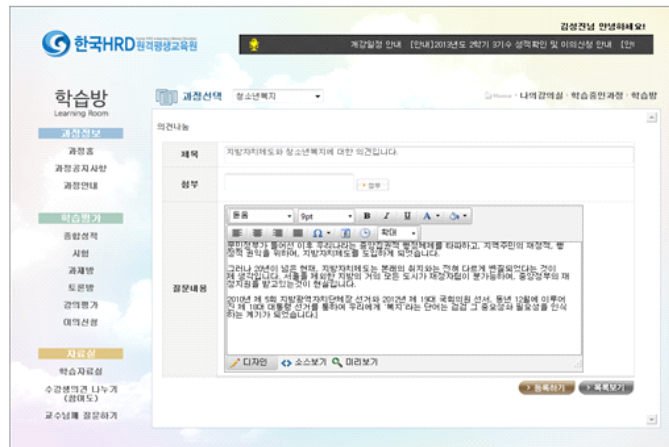 김성진님 안녕하세요!
한국HRD원격평생교육원
개강일정 안내 [안내]2013년도 2학기 3기수 성적확인 및 이의신청 안내 [안
학습방
Learning Room
과정선택 청소년복지
Home > 나의강의실 > 학습중인과정 > 학습방
과정정보
과정홈
과정공지사항
과정안내
학습평가
종합성적
시험
과제방
토론방
강의평가
이의신청
자료실
학습자료실
수강생의견 나누기
(참여도)
교수님께 질문하기
의견나눔
제목 지방자치제도와 청소년복지에 대한 의견입니다.
첨부 첨부
질문내용
돋움 9pt B I U A
Ω 확대
문민정부가 들어선 이후 우리나라는 중앙집권적 행정체제를 타파하고, 지역주민의 재정적, 행
정적 권익을 위하며, 지방자치제도를 도입하게 되었습니다.
그러나 20년이 넘은 현재, 지방자치제도는 본래의 취지와는 전혀 다르게 변질되었다는 것이
제 생각입니다. 서울을 제외한 지방의 거의 모든 도시가 재정자립이 불가능하여, 중앙정부의 재
정지원을 받고있는것이 현실입니다.
2010년 제 5회 지방광역자치단체장 선거와 2012년 제 19대 국회의원 선서, 동년 12월에 이루어
진 제 18대 대통령 선거를 통하여 우리에게 '복지'라는 단어는 점점 그 중요성과 필요성을 인식
하는 계기가 되었습니다.
디자인 소스보기 미리보기
등록하기 목록보기